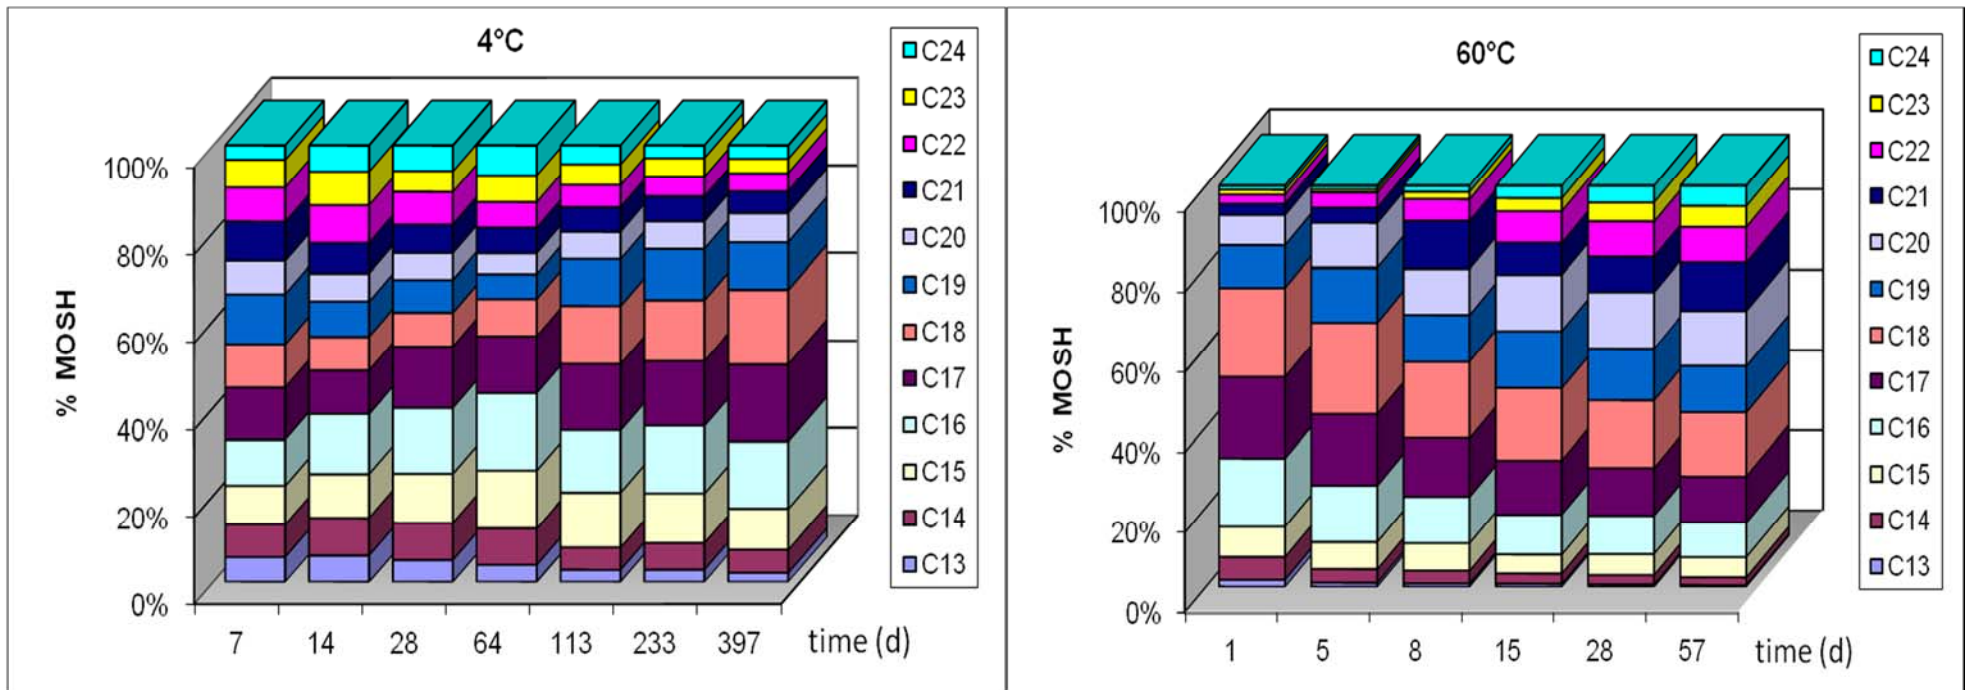 4°C
% MOSH
100%
80%
60%
40%
20%
0%
7 14 28 64 113 233 397 time (d)
C24
C23
C22
C21
C20
C19
C18
C17
C16
C15
C14
C13
60°C
% MOSH
100%
80%
60%
40%
20%
0%
1 5 8 15 28 57 time (d)
C24
C23
C22
C21
C20
C19
C18
C17
C16
C15
C14
C13